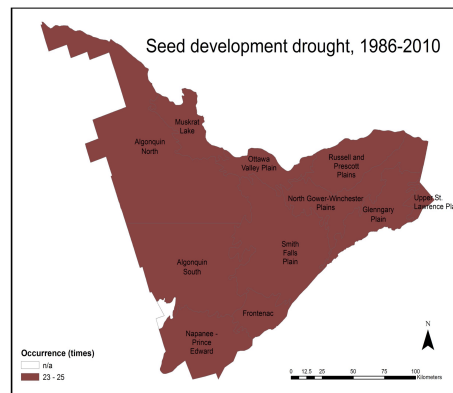 Seed development drought, 1986-2010
Muskrat
Lake
Algonquin
North
Ottawa
Valley Plain
Russell and
Prescott
Plains
North Gower-Winchester
Plains
Glenngary
Plain
Upper St.
Lawrence Pla
Smith
Falls
Plain
Algonquin
South
Frontenac
Napanee -
Prince
Edward
N
Occurrence (times)
n/a
23 - 25
0 12.5 25 50 75 100
Kilometers